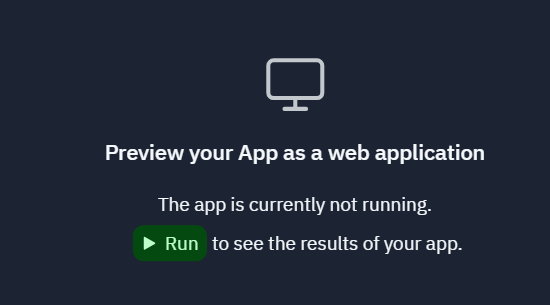 Preview your App as a web application
The app is currently not running.
Run to see the results of your app.